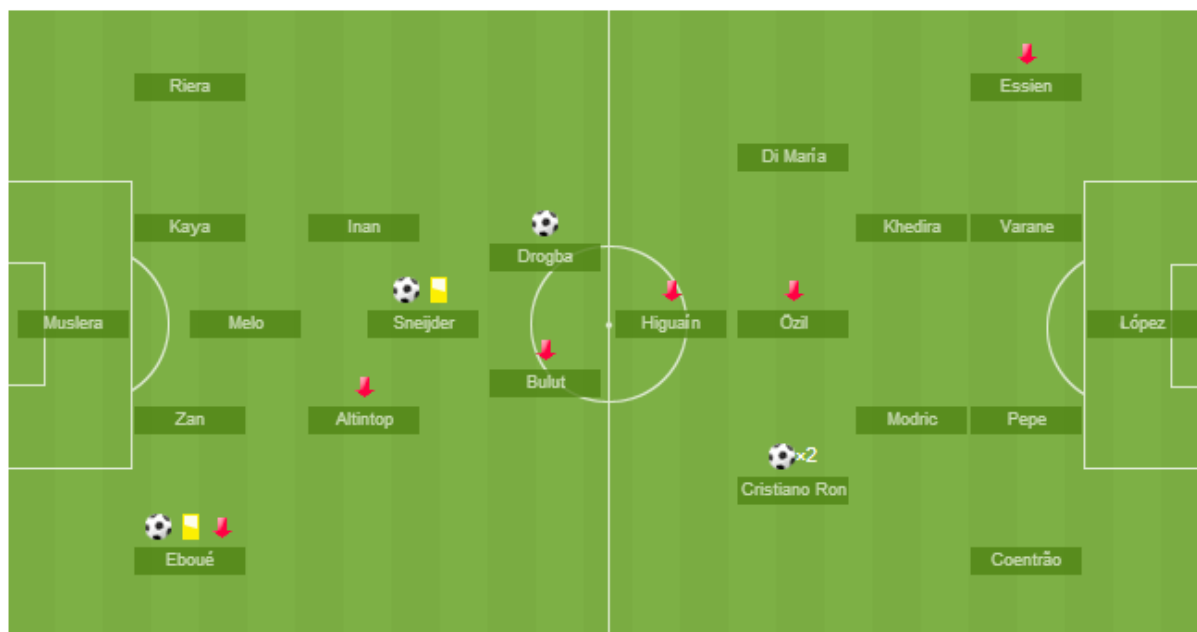 Riera
Essien
Di María
Kaya
Inan
Khedira
Varane
Drogba
Muslera
Melo
Sneijder
Higuaín
Özil
López
Bulut
Zan
Altintop
Modric
Pepe
×2
Cristiano Ron
Eboué
Coentrão